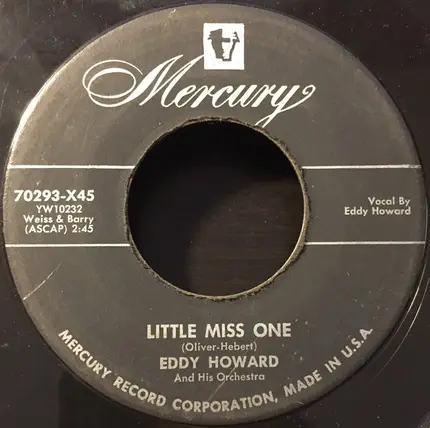 Mercury
70293-X45
YW10232
Weiss & Barry
(ASCAP) 2:45
Vocal By
Eddy Howard
LITTLE MISS ONE
(Oliver-Hebert)
EDDY HOWARD
And His Orchestra
MERCURY RECORD CORPORATION, MADE IN U.S.A.